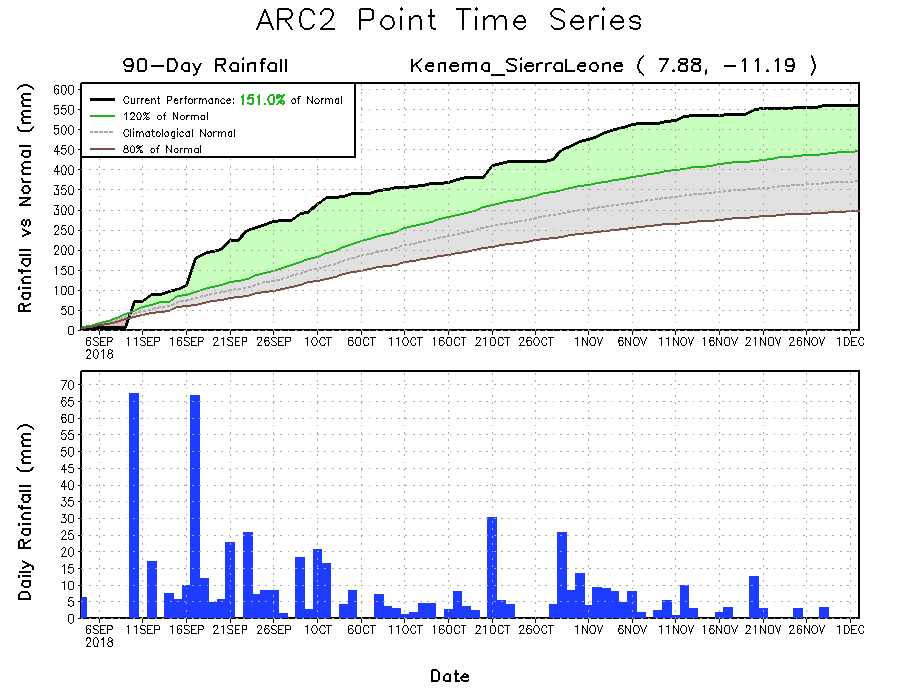 ARC2 Point Time Series
90-Day Rainfall
Kenema_SierraLeone ( 7.88, -11.19 )
Rainfall vs Normal (mm)
600
550
500
450
400
350
300
250
200
150
100
50
0
Current Performance: 151.0% of Normal
120% of Normal
Climatological Normal
80% of Normal
6SEP 11SEP 16SEP 21SEP 26SEP 1OCT 6OCT 11OCT 16OCT 21OCT 26OCT 1NOV 6NOV 11NOV 16NOV 21NOV 26NOV 1DEC
2018
Daily Rainfall (mm)
70
65
60
55
50
45
40
35
30
25
20
15
10
5
0
6SEP 11SEP 16SEP 21SEP 26SEP 1OCT 6OCT 11OCT 16OCT 21OCT 26OCT 1NOV 6NOV 11NOV 16NOV 21NOV 26NOV 1DEC
2018
Date